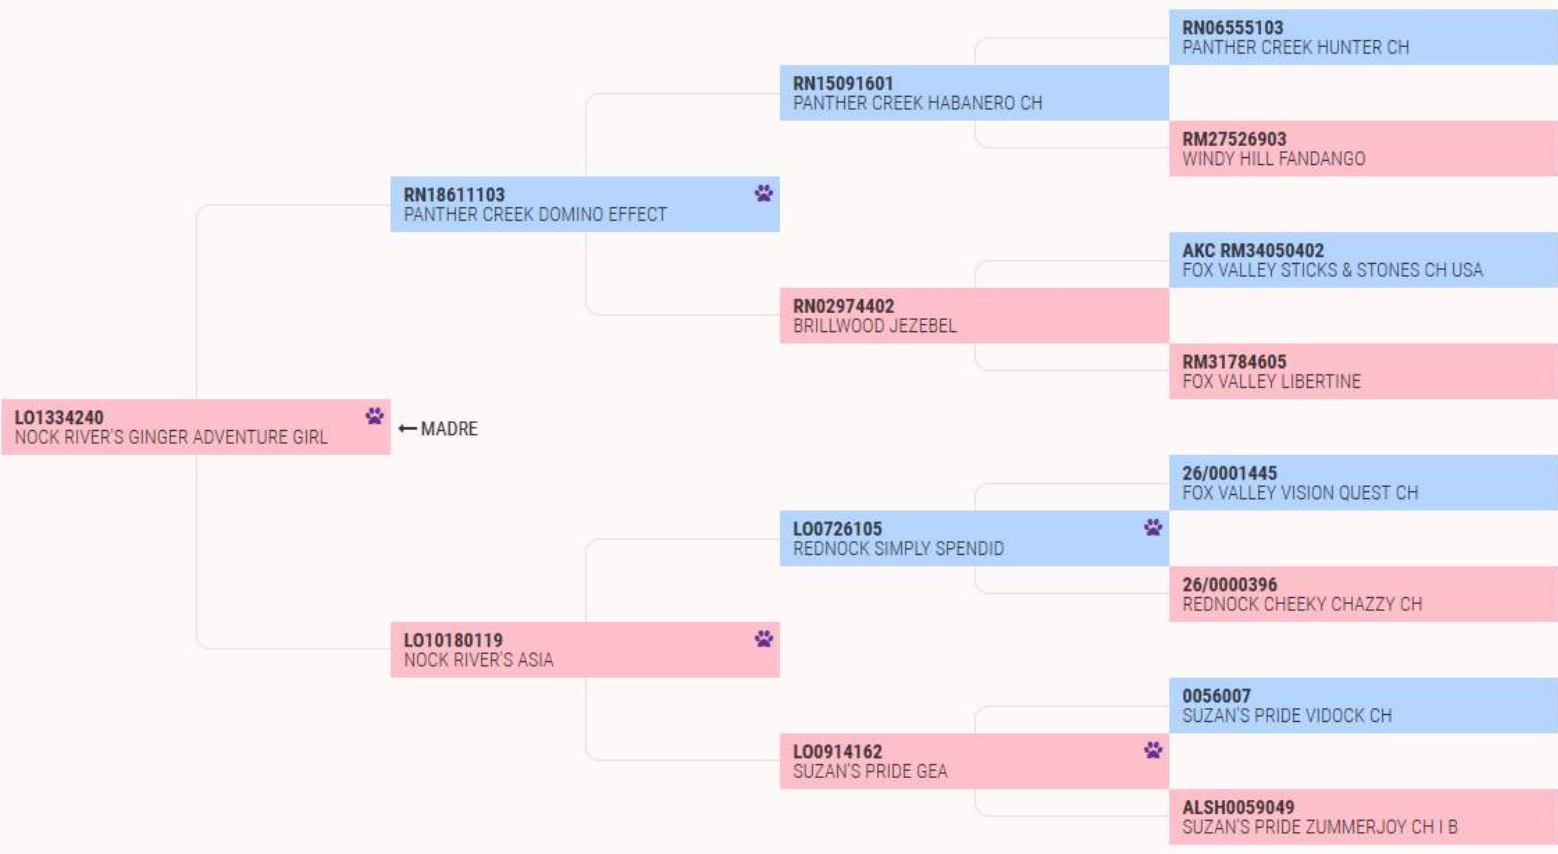 RN06555103
PANTHER CREEK HUNTER CH
RN15091601
PANTHER CREEK HABANERO CH
RM27526903
WINDY HILL FANDANGO
RN18611103
PANTHER CREEK DOMINO EFFECT
AKC RM34050402
FOX VALLEY STICKS & STONES CH USA
RN02974402
BRILLWOOD JEZEBEL
RM31784605
FOX VALLEY LIBERTINE
LO1334240
NOCK RIVER'S GINGER ADVENTURE GIRL
← MADRE
26/0001445
FOX VALLEY VISION QUEST CH
LO0726105
REDNOCK SIMPLY SPENDID
26/0000396
REDNOCK CHEEKY CHAZZY CH
LO10180119
NOCK RIVER'S ASIA
0056007
SUZAN'S PRIDE VIDOCK CH
LO0914162
SUZAN'S PRIDE GEA
ALSH0059049
SUZAN'S PRIDE ZUMMERJOY CH I B